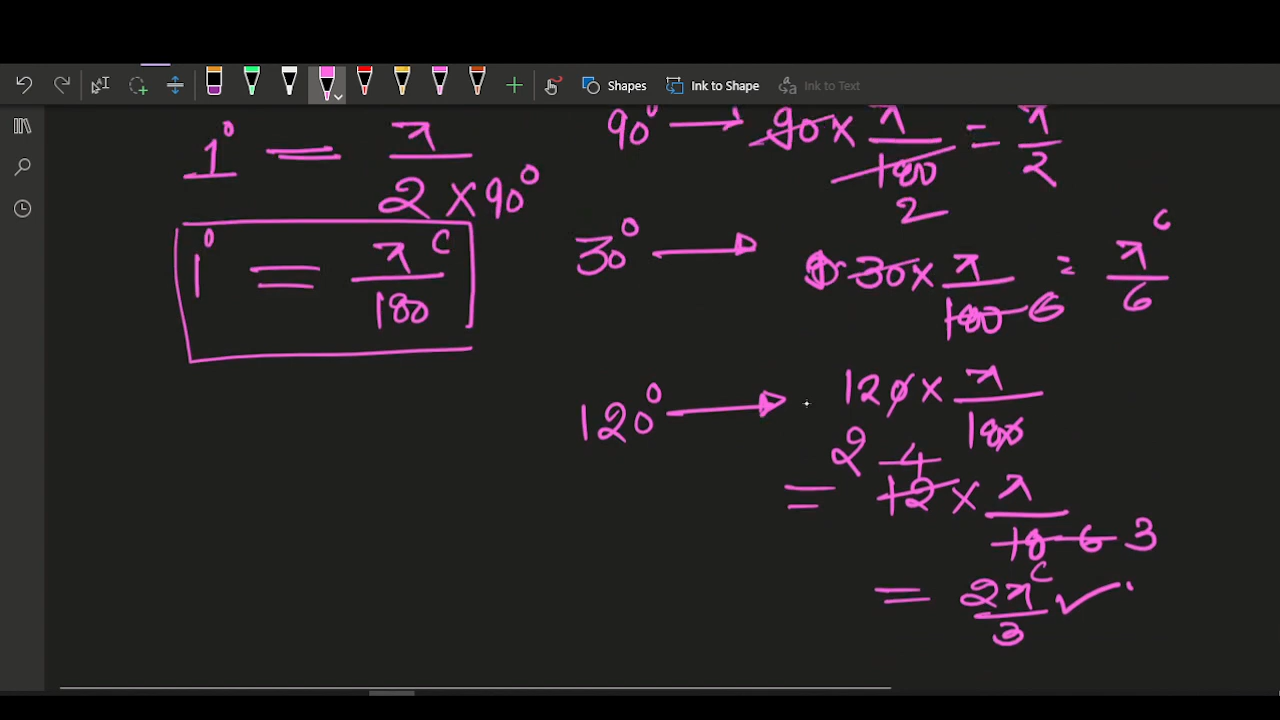 Shapes
Ink to Shape
Ink to Text
1° = π/(2 × 90°)
1° = π^c/180
90° → 90 × π/180 = π/2
2
30° → 30 × π/180 6 = π^c/6
120° → 120 × π/180
2 4
= 12 × π/18 6 3
= 2π^c/3 ✓